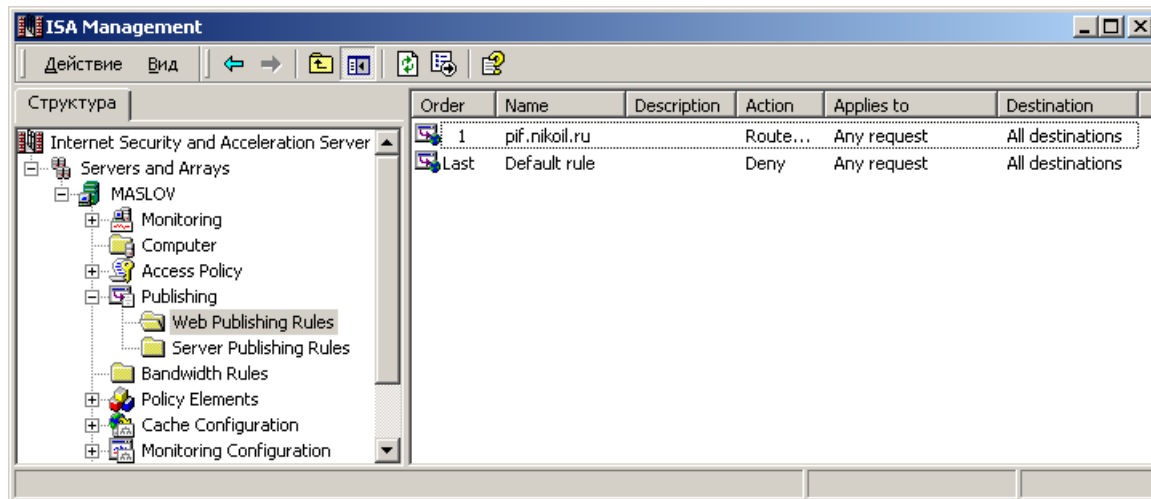 ISA Management
Действие Вид
Структура
Internet Security and Acceleration Server
Servers and Arrays
MASLOV
Monitoring
Computer
Access Policy
Publishing
Web Publishing Rules
Server Publishing Rules
Bandwidth Rules
Policy Elements
Cache Configuration
Monitoring Configuration
Order Name Description Action Applies to Destination
1 pif.nikoil.ru Route... Any request All destinations
Last Default rule Deny Any request All destinations